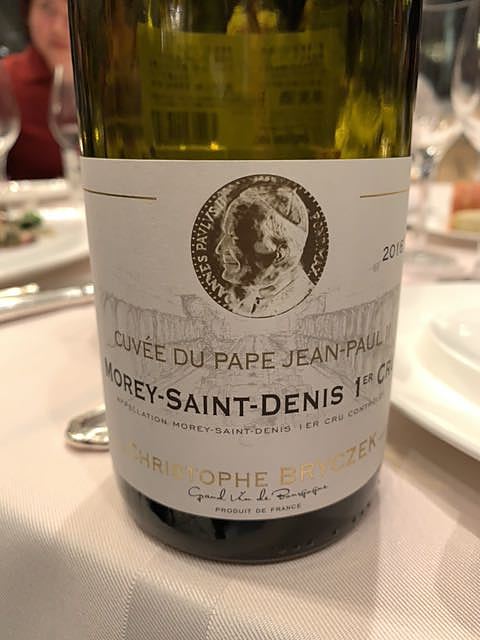 2016
CUVÉE DU PAPE JEAN-PAUL II
MOREY-SAINT-DENIS 1ER CR
APPELLATION MOREY-SAINT-DENIS 1ER CRU CONTRÔLÉE
CHRISTOPHE BRYCZEK
Grand Vin de Bourgogne
PRODUIT DE FRANCE